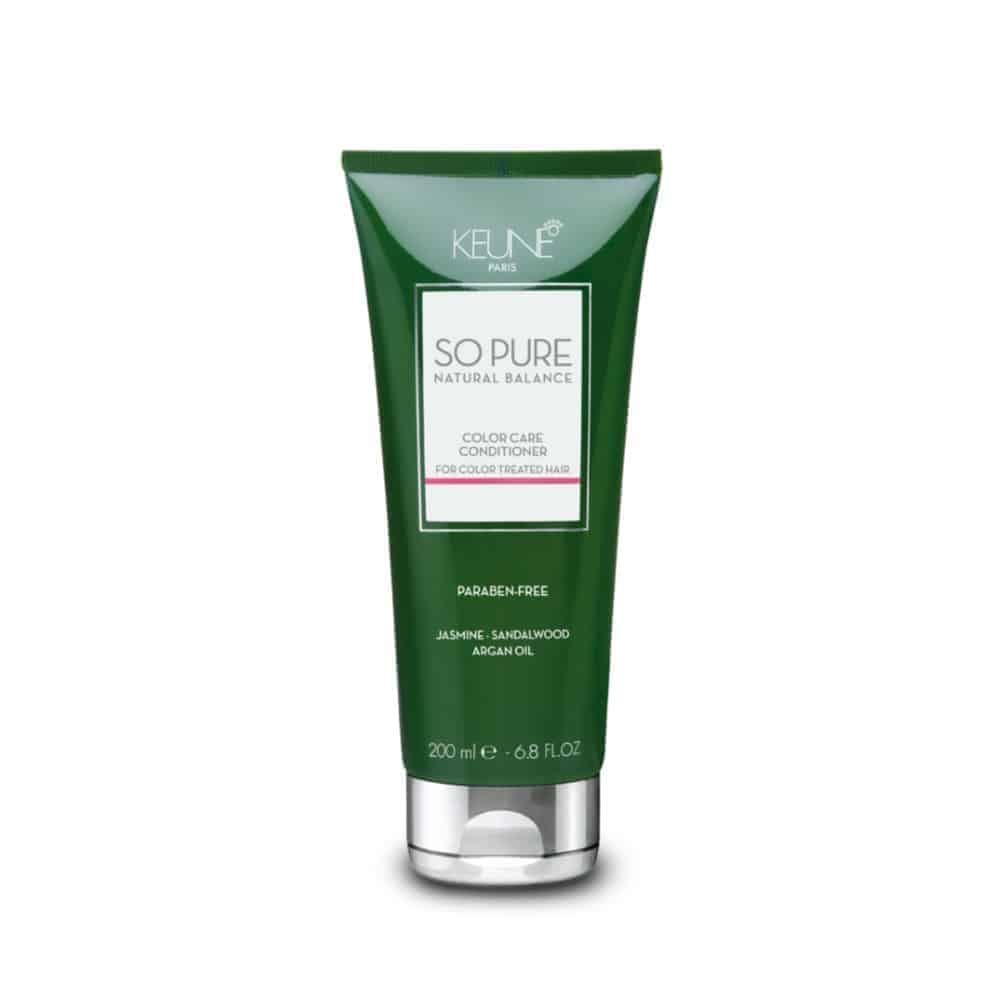 KEUNE
PARIS
SO PURE
NATURAL BALANCE
COLOR CARE
CONDITIONER
FOR COLOR TREATED HAIR
PARABEN-FREE
JASMINE - SANDALWOOD
ARGAN OIL
200 ml ℮ - 6.8 FL.OZ